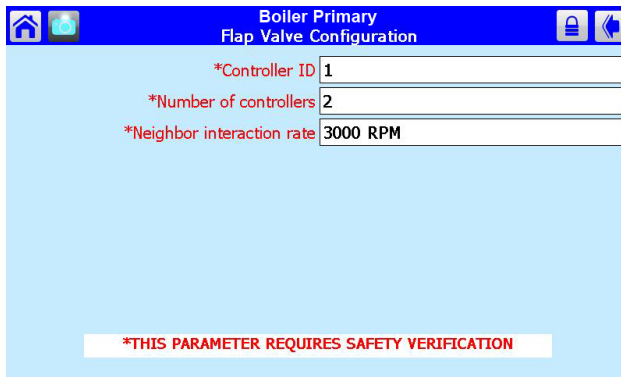 Boiler Primary
Flap Valve Configuration
*Controller ID 1
*Number of controllers 2
*Neighbor interaction rate 3000 RPM
*THIS PARAMETER REQUIRES SAFETY VERIFICATION